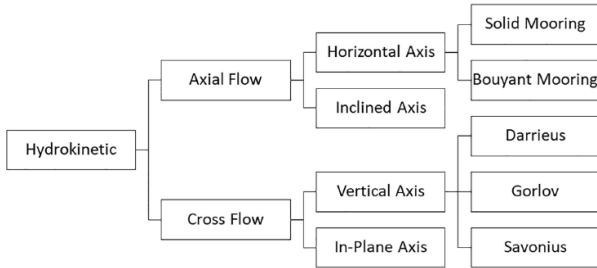 Hydrokinetic
Axial Flow
Horizontal Axis
Solid Mooring
Bouyant Mooring
Inclined Axis
Cross Flow
Vertical Axis
Darrieus
Gorlov
Savonius
In-Plane Axis